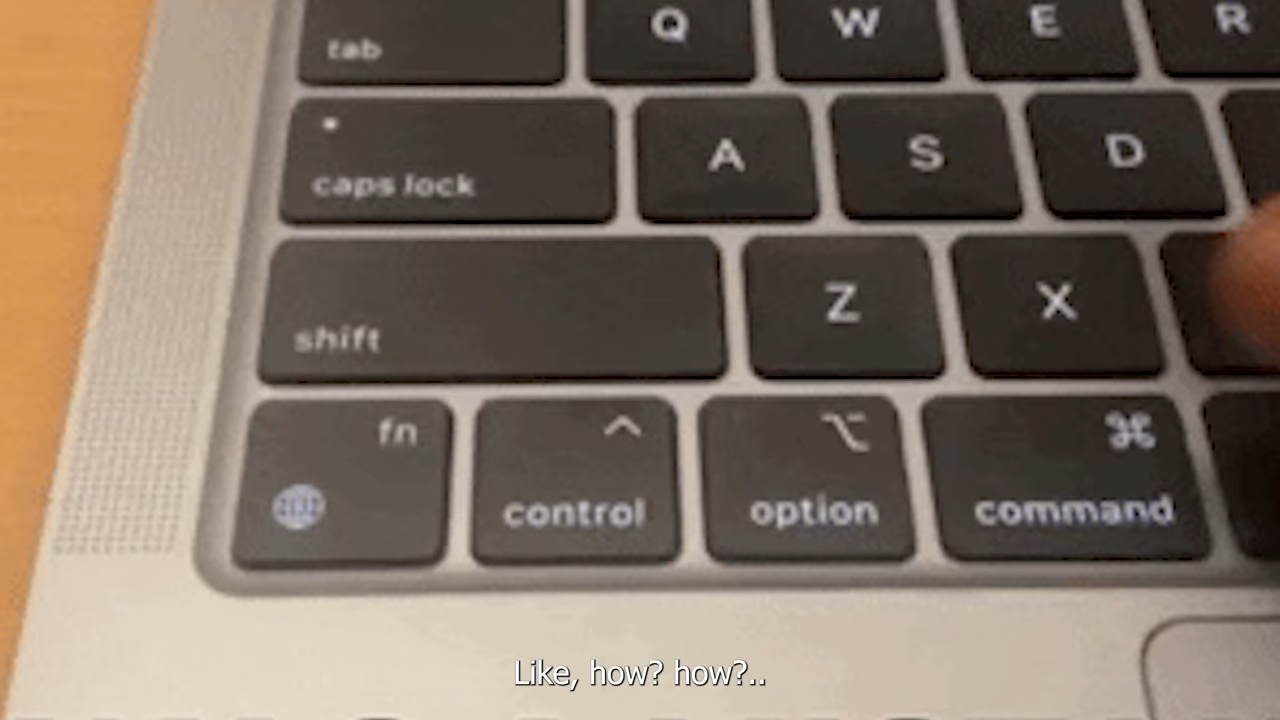 Q W E R
tab
caps lock A S D
shift Z X
fn ^ ⌥ ⌘
control option command
Like, how? how?..